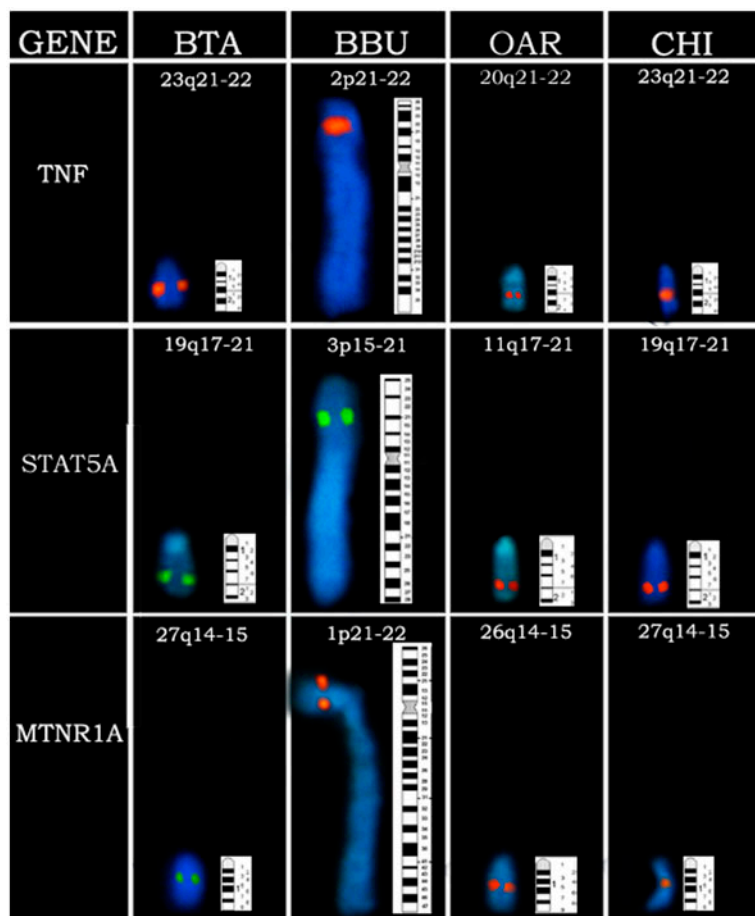 GENE BTA BBU OAR CHI
TNF 23q21-22 2p21-22 20q21-22 23q21-22
STAT5A 19q17-21 3p15-21 11q17-21 19q17-21
MTNR1A 27q14-15 1p21-22 26q14-15 27q14-15